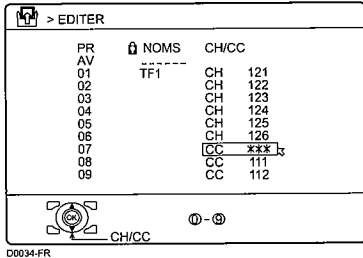 > EDITER
PR NOMS CH/CC
AV ------
01 TF1 CH 121
02 CH 122
03 CH 123
04 CH 124
05 CH 125
06 CH 126
07 CC ***
08 CC 111
09 CC 112
OK
0-9
CH/CC
D0034-FR